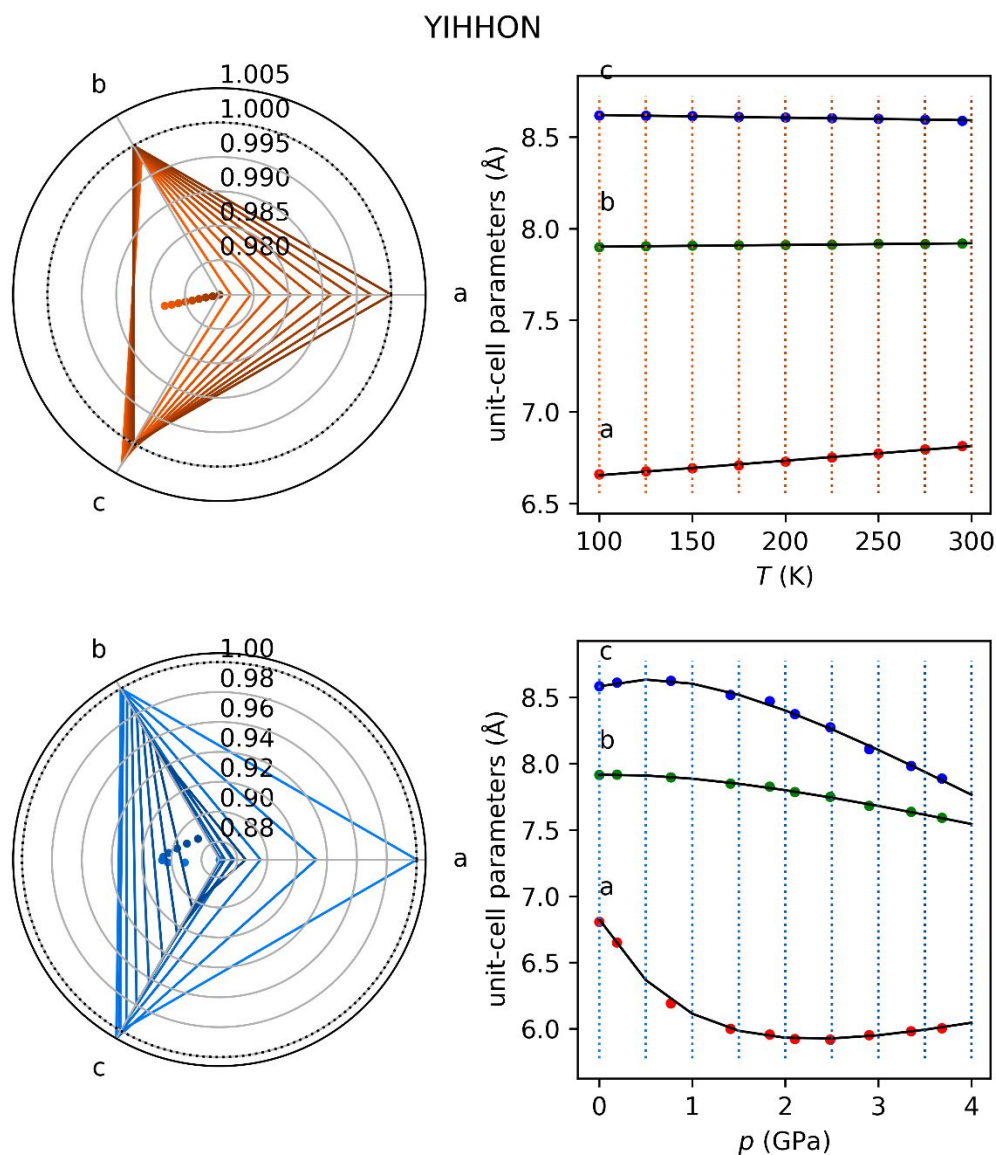 YIHHON
b
1.005
1.000
0.995
0.990
0.985
0.980
a
c
unit-cell parameters (Å)
8.5
8.0
7.5
7.0
6.5
c
b
a
100
150
200
250
300
T (K)
b
1.00
0.98
0.96
0.94
0.92
0.90
0.88
a
c
unit-cell parameters (Å)
8.5
8.0
7.5
7.0
6.5
6.0
c
b
a
0
1
2
3
4
p (GPa)